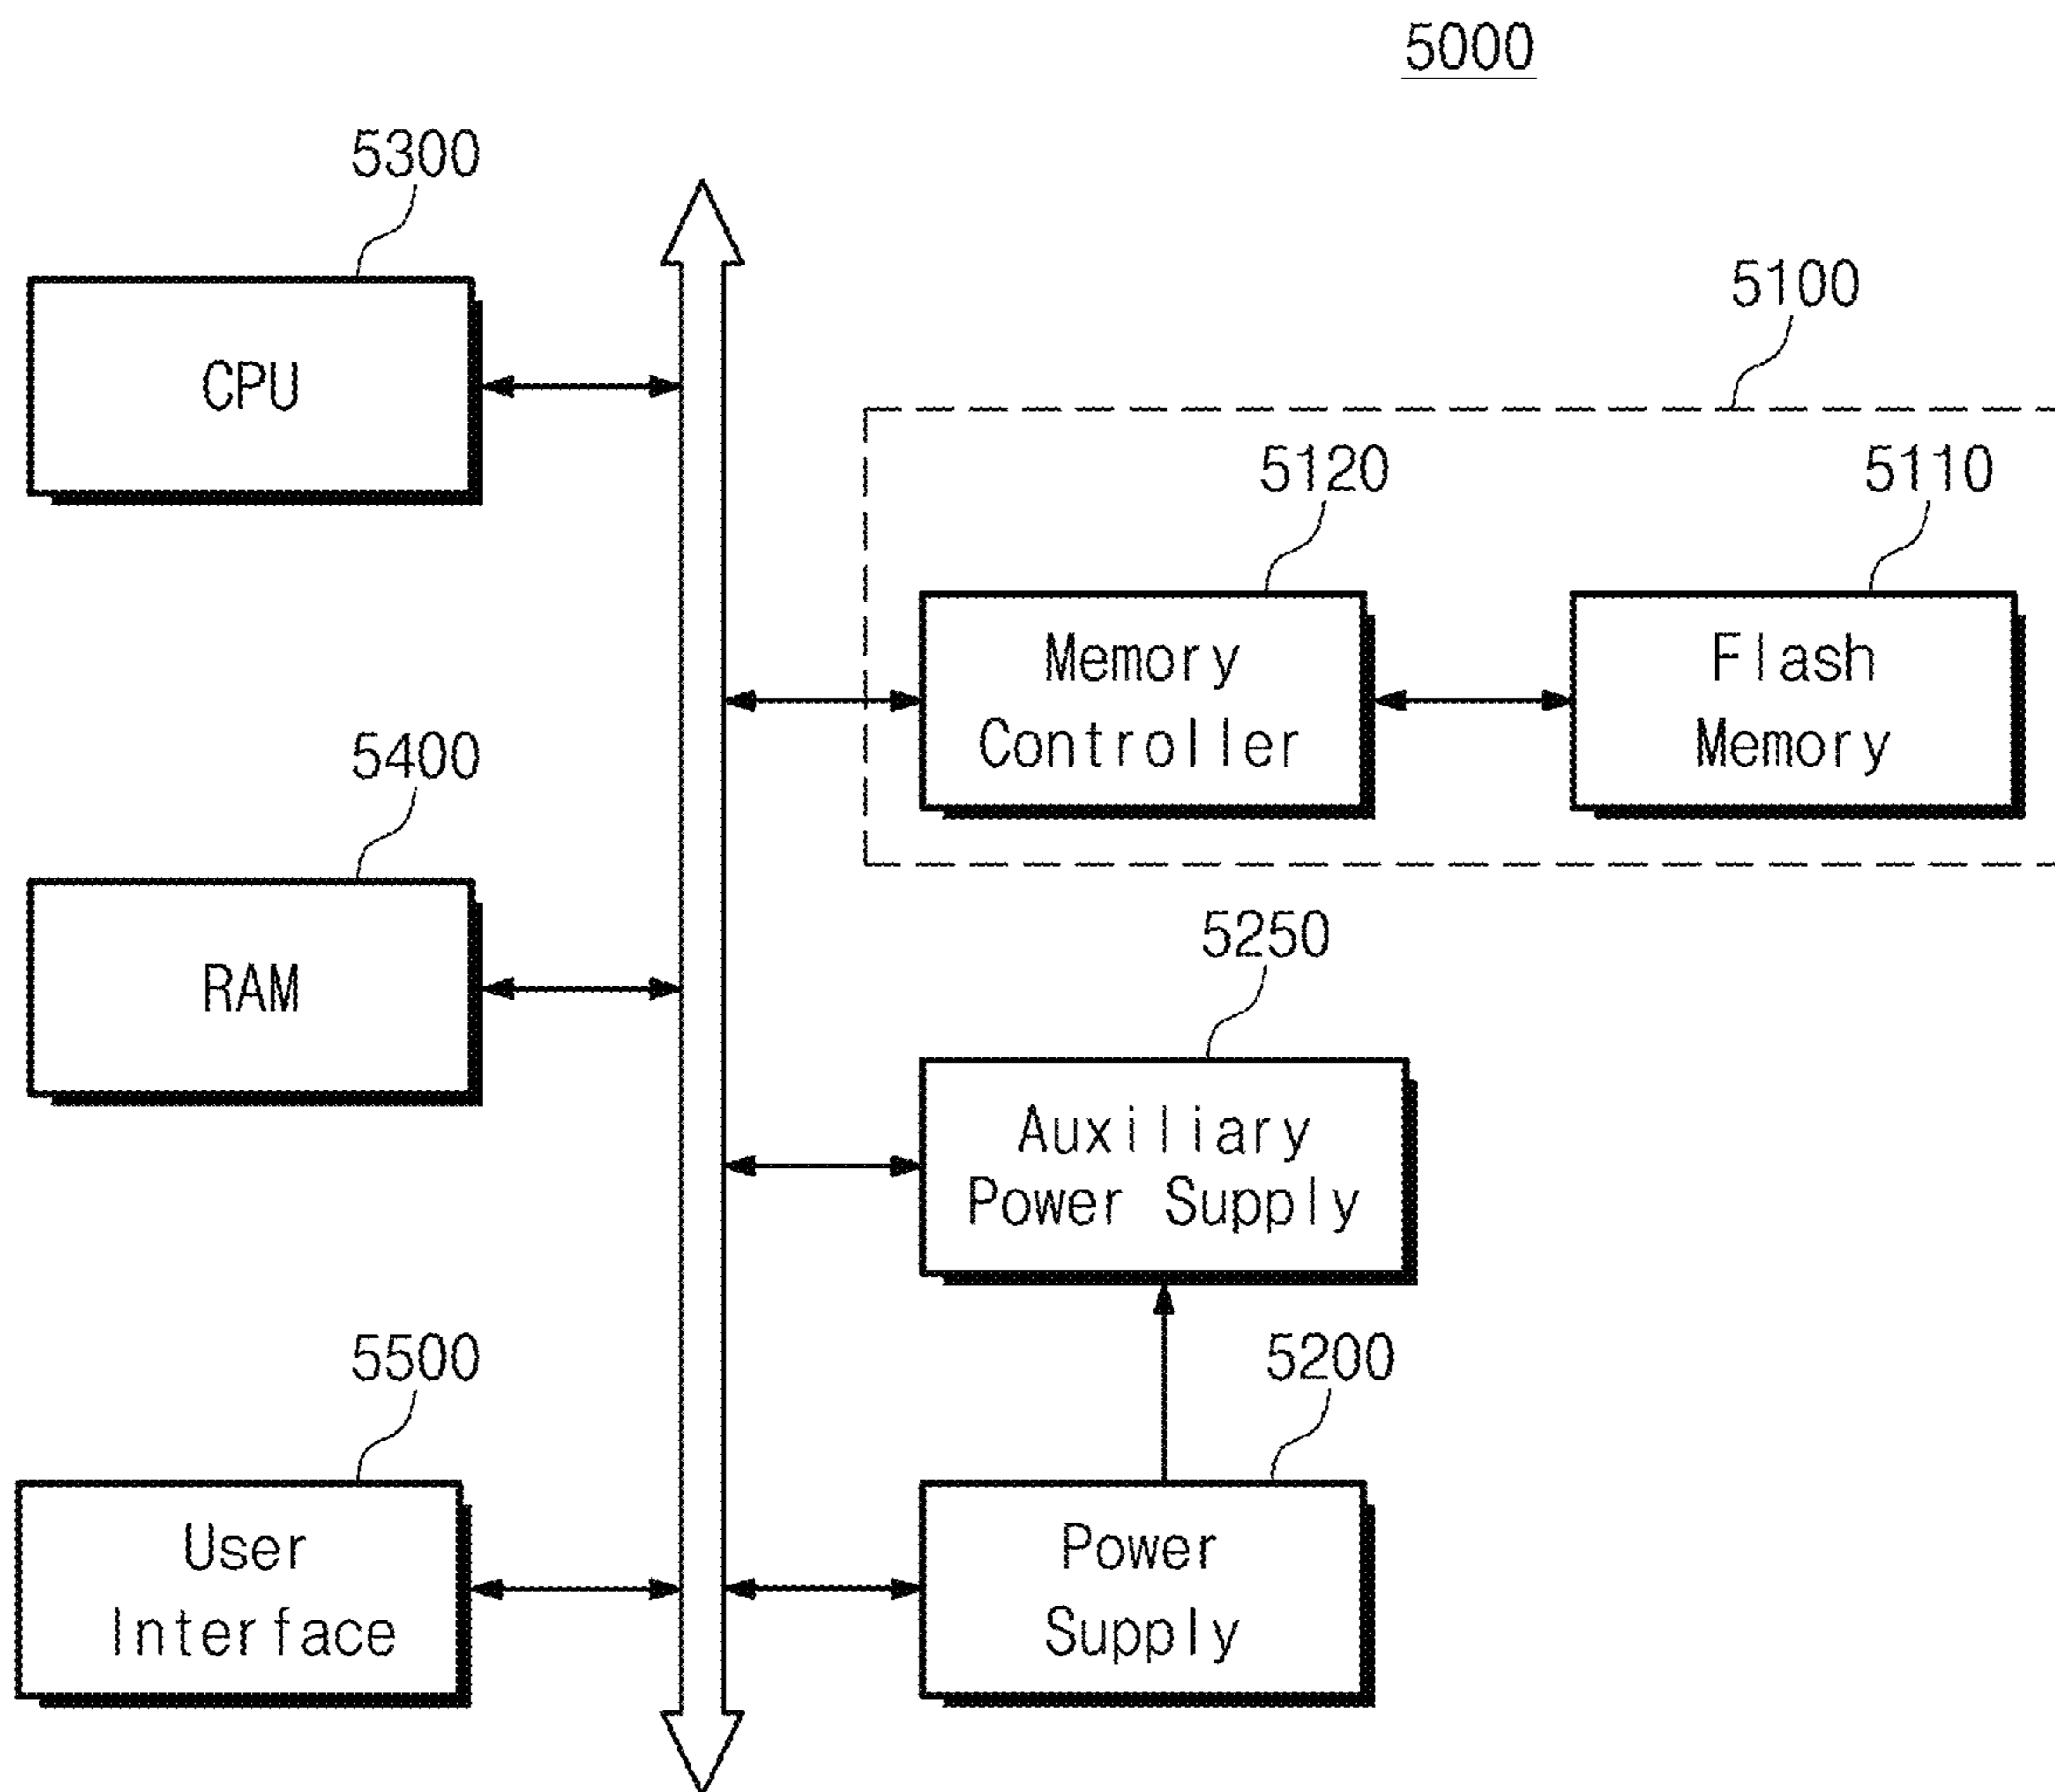 5000
5300
CPU
5100
5120
5110
Memory
Controller
Flash
Memory
5400
RAM
5250
Auxiliary
Power Supply
5500
User
Interface
5200
Power
Supply